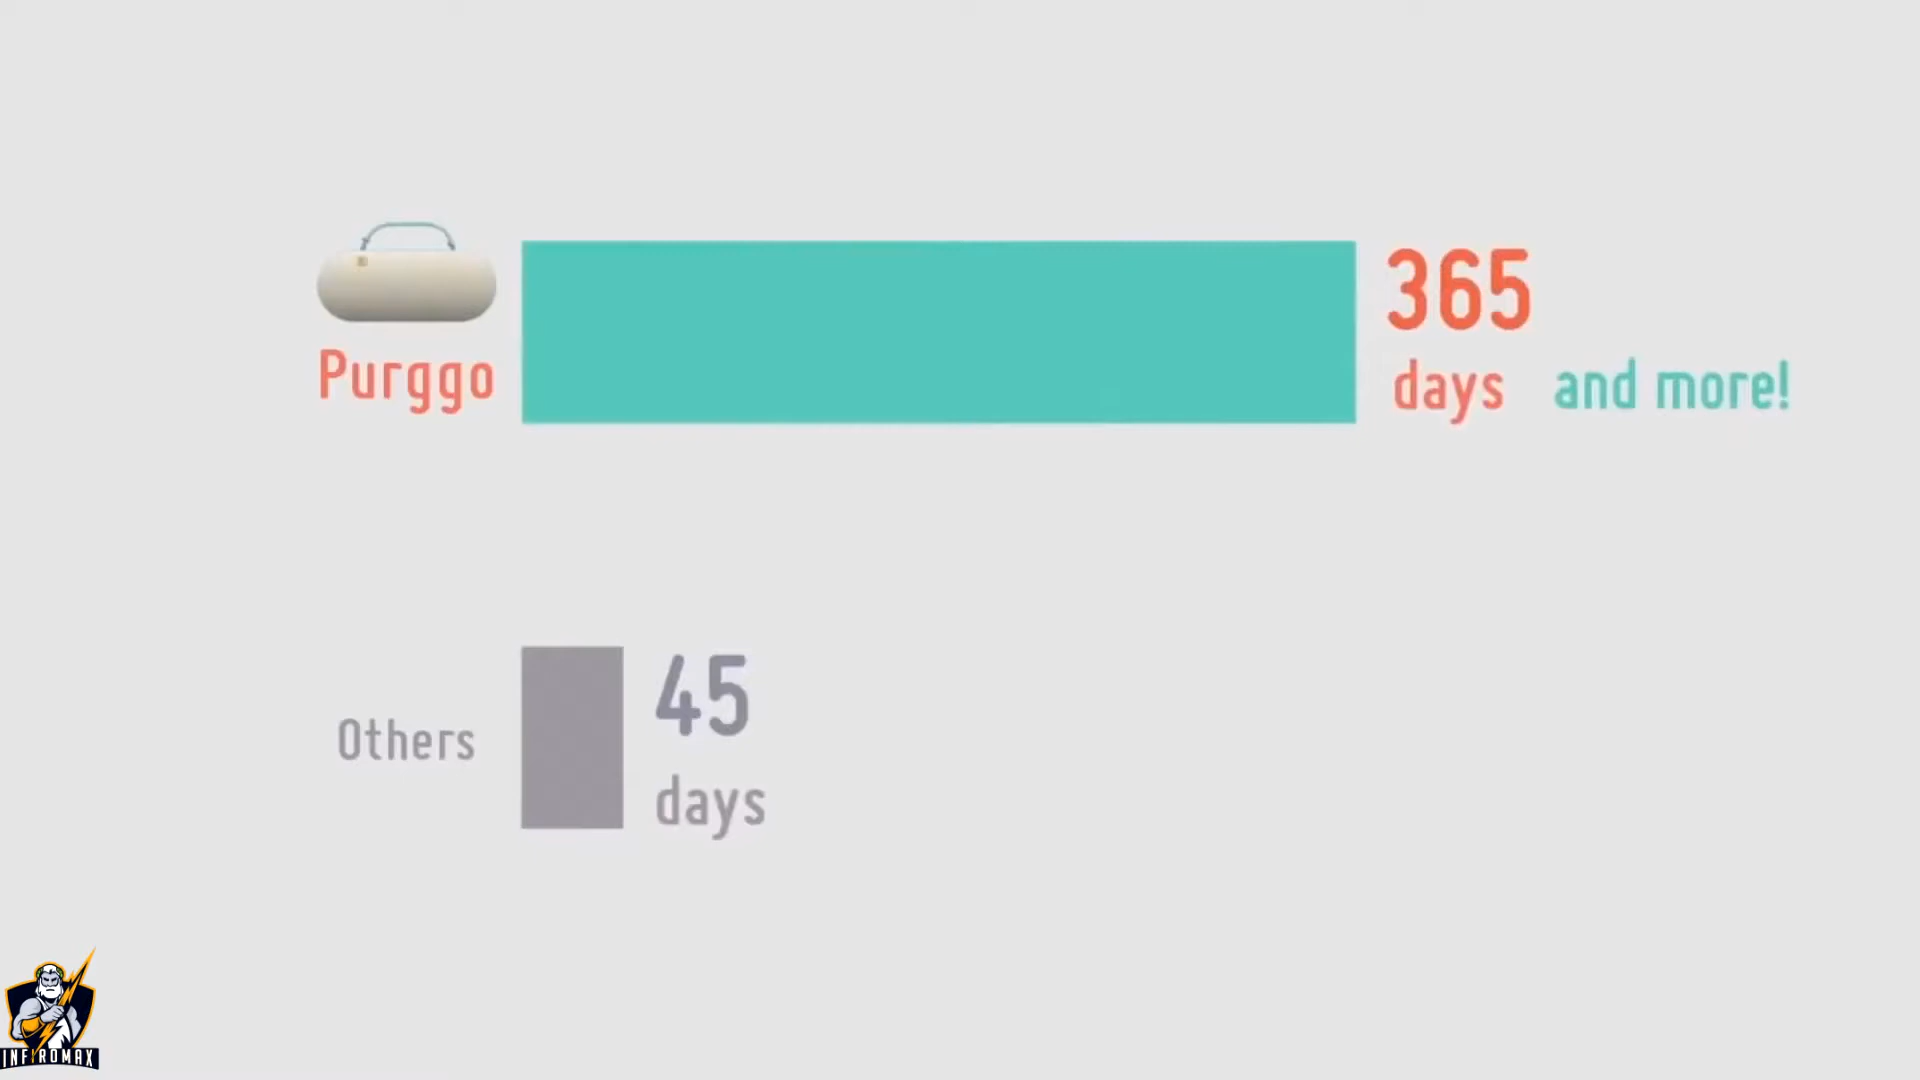 365
Purggo
days and more!
45
Others
days
INFIROMAX